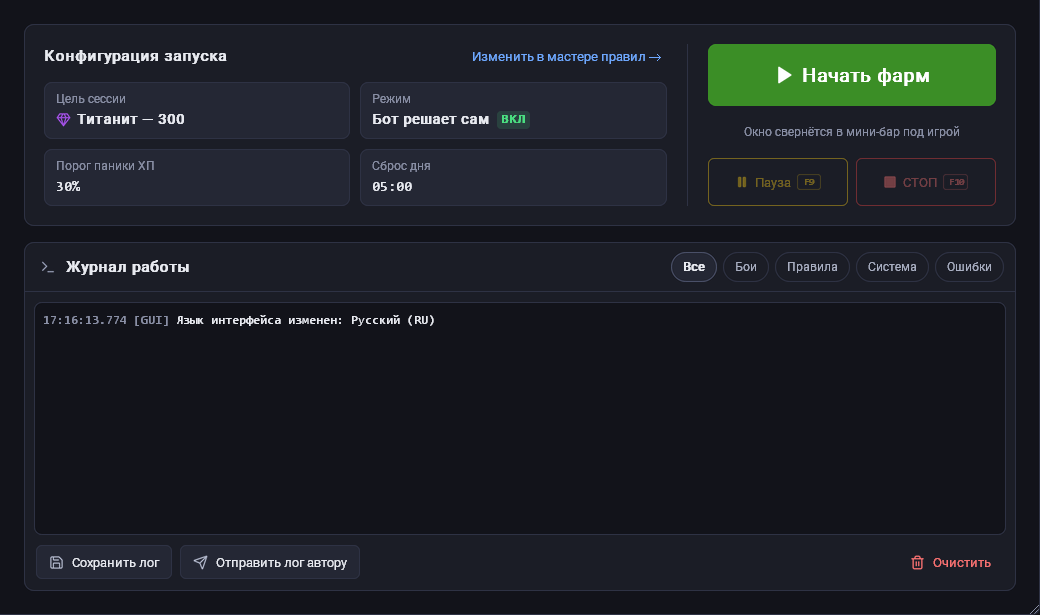 Конфигурация запуска
Изменить в мастере правил →
Начать фарм
Цель сессии
Титанит — 300
Режим
Бот решает сам ВКЛ
Окно свернётся в мини-бар под игрой
Порог паники ХП
30%
Сброс дня
05:00
Пауза F9
СТОП F10
Журнал работы
Все
Бои
Правила
Система
Ошибки
17:16:13.774 [GUI] Язык интерфейса изменен: Русский (RU)
Сохранить лог
Отправить лог автору
Очистить